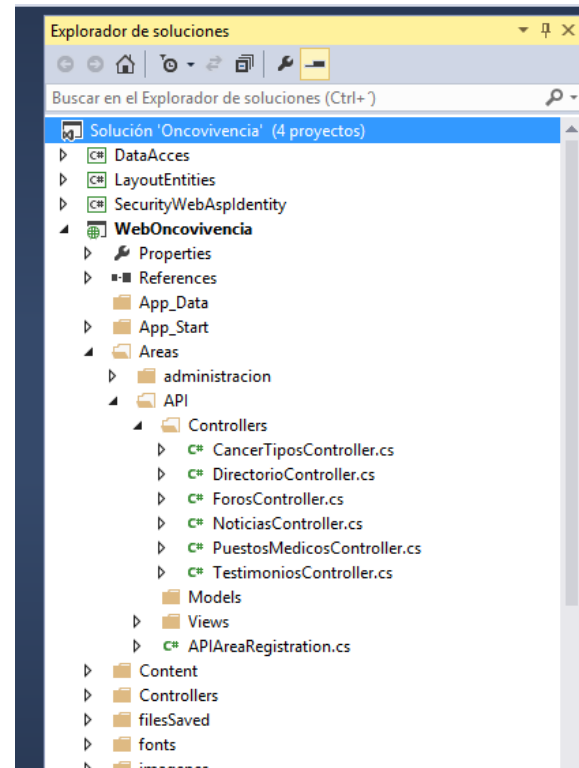 Explorador de soluciones
Buscar en el Explorador de soluciones (Ctrl+´)
Solución 'Oncovivencia' (4 proyectos)
C# DataAcces
C# LayoutEntities
C# SecurityWebAspIdentity
WebOncovivencia
Properties
References
App_Data
App_Start
Areas
administracion
API
Controllers
C# CancerTiposController.cs
C# DirectorioController.cs
C# ForosController.cs
C# NoticiasController.cs
C# PuestosMedicosController.cs
C# TestimoniosController.cs
Models
Views
C# APIAreaRegistration.cs
Content
Controllers
filesSaved
fonts